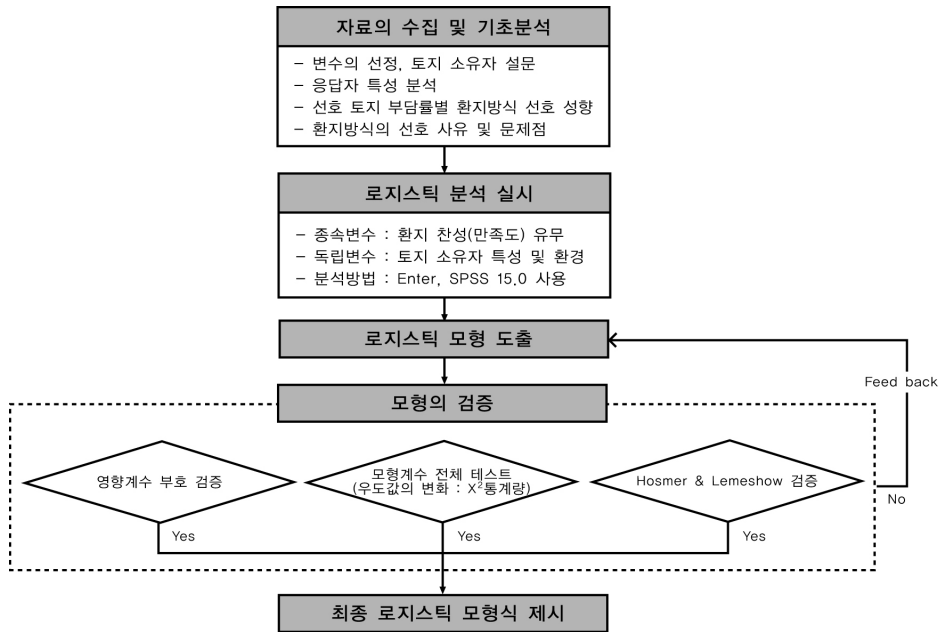 자료의 수집 및 기초분석
– 변수의 선정, 토지 소유자 설문
– 응답자 특성 분석
– 선호 토지 부담률별 환지방식 선호 성향
– 환지방식의 선호 사유 및 문제점
로지스틱 분석 실시
– 종속변수 : 환지 찬성(만족도) 유무
– 독립변수 : 토지 소유자 특성 및 환경
– 분석방법 : Enter, SPSS 15.0 사용
로지스틱 모형 도출
Feed back
모형의 검증
영향계수 부호 검증
모형계수 전체 테스트
(우도값의 변화 : X²통계량)
Hosmer & Lemeshow 검증
No
Yes
Yes
Yes
최종 로지스틱 모형식 제시